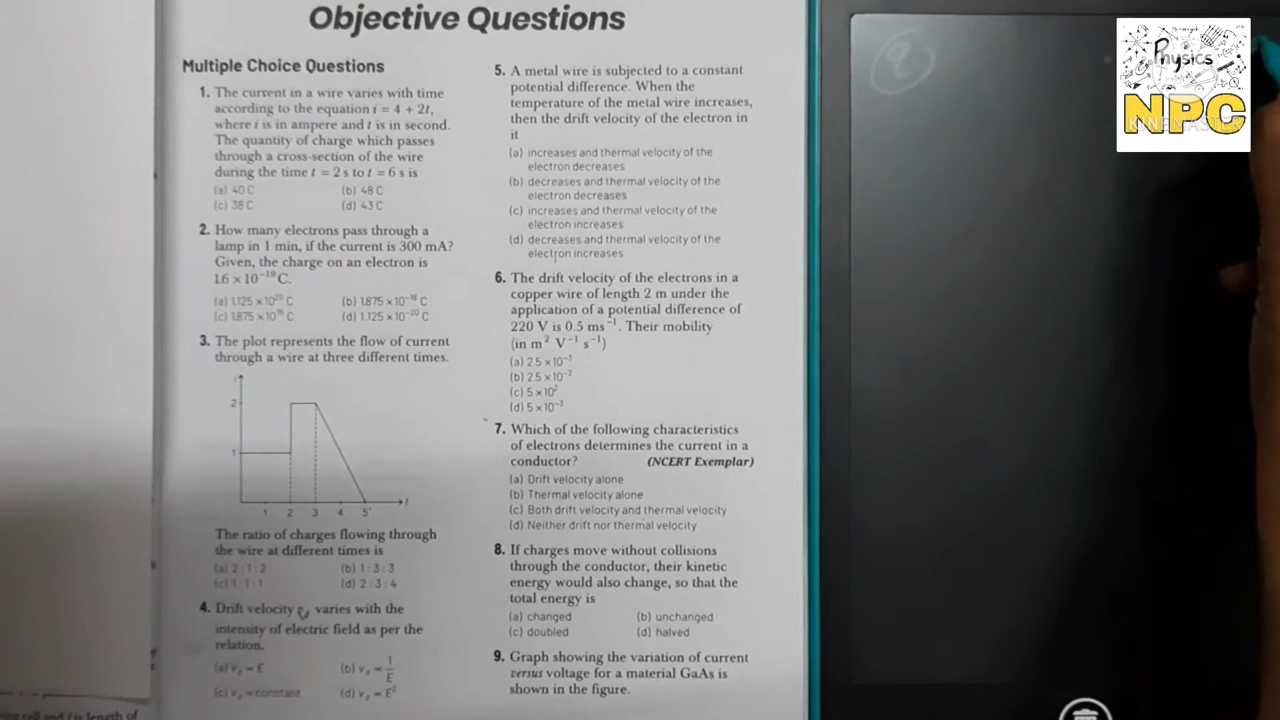 Objective Questions
Multiple Choice Questions
1. The current in a wire varies with time
according to the equation i = 4 + 2t,
where i is in ampere and t is in second.
The quantity of charge which passes
through a cross-section of the wire
during the time t = 2 s to t = 6 s is
(a) 40 C (b) 48 C
(c) 38 C (d) 43 C
2. How many electrons pass through a
lamp in 1 min, if the current is 300 mA?
Given, the charge on an electron is
1.6 × 10⁻¹⁹ C.
(a) 1.125 × 10²⁰ C (b) 1.875 × 10⁻¹⁸ C
(c) 1.875 × 10¹⁸ C (d) 1.125 × 10⁻²⁰ C
3. The plot represents the flow of current
through a wire at three different times.
i
2
1
1 2 3 4 5 t
The ratio of charges flowing through
the wire at different times is
(a) 2 : 1 : 2 (b) 1 : 3 : 3
(c) 1 : 1 : 1 (d) 2 : 3 : 4
4. Drift velocity varies with the
intensity of electric field as per the
relation.
(a) v_d = E (b) v_d = 1/E
(c) v_d = constant (d) v_d = E²
5. A metal wire is subjected to a constant
potential difference. When the
temperature of the metal wire increases,
then the drift velocity of the electron in
it
(a) increases and thermal velocity of the
electron decreases
(b) decreases and thermal velocity of the
electron decreases
(c) increases and thermal velocity of the
electron increases
(d) decreases and thermal velocity of the
electron increases
6. The drift velocity of the electrons in a
copper wire of length 2 m under the
application of a potential difference of
220 V is 0.5 ms⁻¹. Their mobility
(in m² V⁻¹ s⁻¹)
(a) 2.5 × 10⁻³
(b) 2.5 × 10⁻²
(c) 5 × 10²
(d) 5 × 10⁻³
7. Which of the following characteristics
of electrons determines the current in a
conductor? (NCERT Exemplar)
(a) Drift velocity alone
(b) Thermal velocity alone
(c) Both drift velocity and thermal velocity
(d) Neither drift nor thermal velocity
8. If charges move without collisions
through the conductor, their kinetic
energy would also change, so that the
total energy is
(a) changed (b) unchanged
(c) doubled (d) halved
9. Graph showing the variation of current
versus voltage for a material GaAs is
shown in the figure.
Physics
NPC
KINEMASTER
cell and l is length of